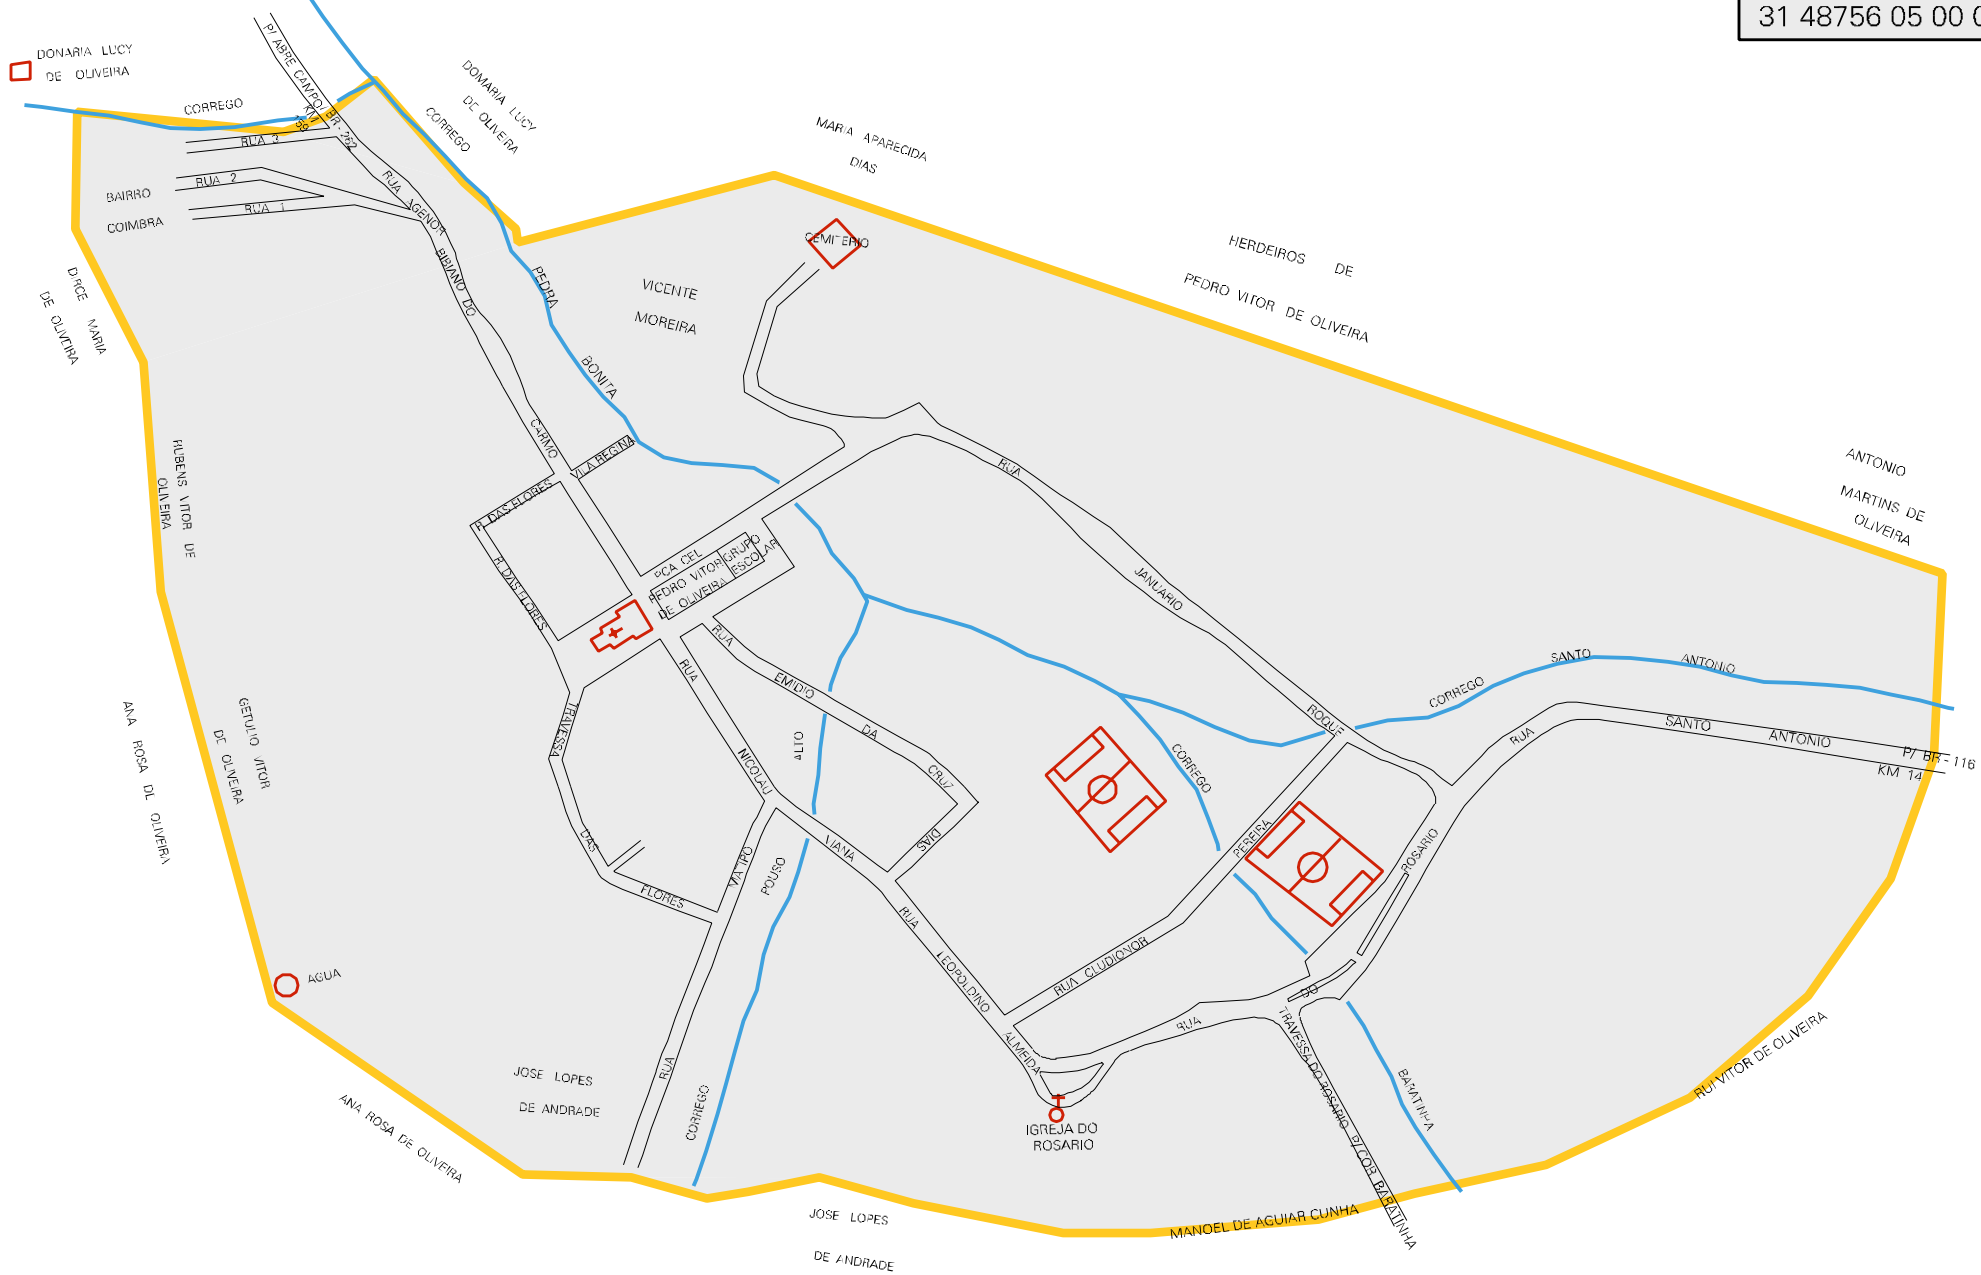 31 48756 05 00 0
DONARIA LUCY
DE OLIVEIRA
P/ ABRE CAMPO/ BR - 262
KM 159
CORREGO
DOMARIA LUCY
DE OLIVEIRA
CORREGO
MARIA APARECIDA
DIAS
RUA 3
RUA 2
RUA 1
BAIRRO
COIMBRA
RUA AGENOR BIBIANO DO CARMO
CEMITERIO
HERDEIROS DE
PEDRO VITOR DE OLIVEIRA
DIRCE MARIA
DE OLIVEIRA
PEDRA BONITA
VICENTE
MOREIRA
RUBENS VITOR DE
OLIVEIRA
VILA REGINA
R. DAS FLORES
R. DAS FLORES
RUA JANUARIO ROQUE
ANTONIO
MARTINS DE
OLIVEIRA
PCA CEL
PEDRO VITOR
DE OLIVEIRA
GRUPO
ESCOLAR
RUA EMIDIO DA CRUZ DIAS
RUA NICOLAU VIANA
TRAVESSA DAS FLORES
ALTO
CORREGO SANTO ANTONIO
RUA SANTO ANTONIO
P/ BR - 116
KM 14
GETULIO VITOR
DE OLIVEIRA
ANA ROSA DE OLIVEIRA
CORREGO
PEREIRA
ROSARIO
POUSO
RUA LEOPOLDINO ALMEIDA
RUA CLUDIONOR
AGUA
DO
RUA
RUA
TRAVESSA DO ROSARIO P/ COR. BARATINHA
BARATINHA
RUI VITOR DE OLIVEIRA
JOSE LOPES
DE ANDRADE
CORREGO
ANA ROSA DE OLIVEIRA
IGREJA DO
ROSARIO
JOSE LOPES
DE ANDRADE
MANOEL DE AGUIAR CUNHA